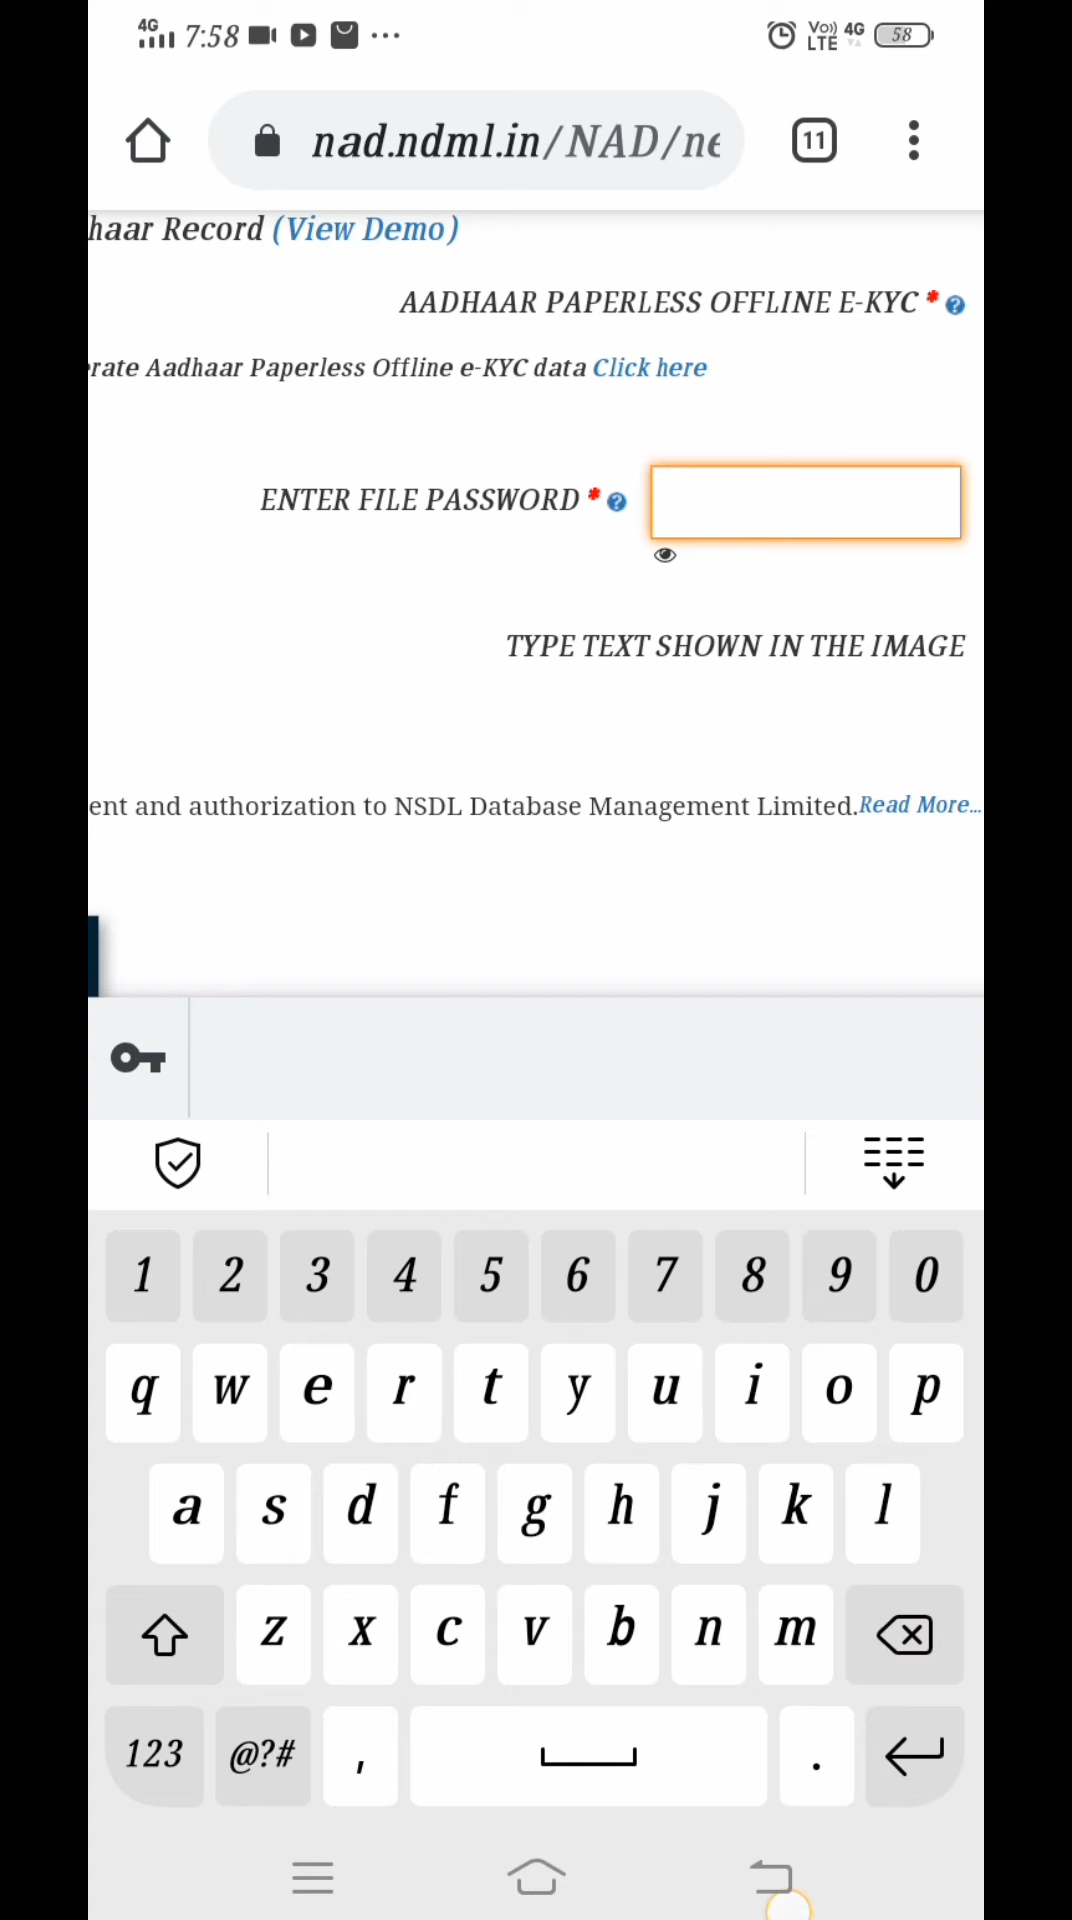 4G 7:58 Vo)) LTE 4G 58
nad.ndml.in/NAD/ne 11
haar Record (View Demo)
AADHAAR PAPERLESS OFFLINE E-KYC * ?
erate Aadhaar Paperless Offline e-KYC data Click here
ENTER FILE PASSWORD * ?
TYPE TEXT SHOWN IN THE IMAGE
ent and authorization to NSDL Database Management Limited.Read More...
1 2 3 4 5 6 7 8 9 0
q w e r t y u i o p
a s d f g h j k l
z x c v b n m
123 @?# , .